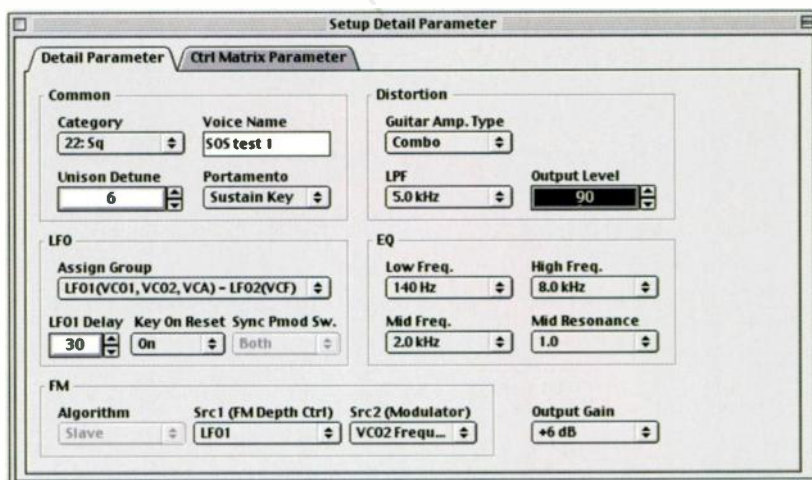 Setup Detail Parameter
Detail Parameter
Ctrl Matrix Parameter
Common
Category
Voice Name
22: Sq
SOS test 1
Unison Detune
Portamento
6
Sustain Key
Distortion
Guitar Amp. Type
Combo
LPF
Output Level
5.0 kHz
90
LFO
Assign Group
LFO1(VCO1, VCO2, VCA) - LFO2(VCF)
LFO1 Delay
Key On Reset
Sync Pmod Sw.
30
On
Both
EQ
Low Freq.
High Freq.
140 Hz
8.0 kHz
Mid Freq.
Mid Resonance
2.0 kHz
1.0
FM
Algorithm
Src1 (FM Depth Ctrl)
Src2 (Modulator)
Slave
LFO1
VCO2 Frequ...
Output Gain
+6 dB